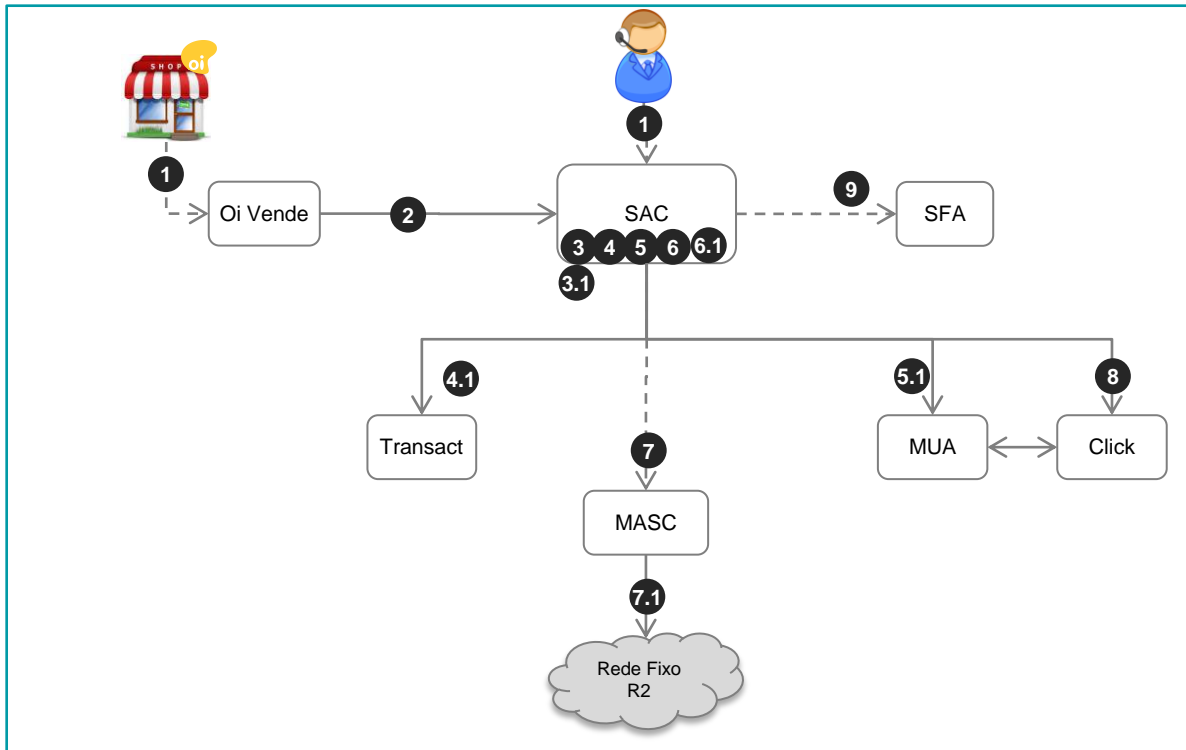 SHOP
oi
1
1
Oi Vende
2
SAC
9
SFA
3 4 5 6 6.1
3.1
4.1
5.1
8
Transact
7
MUA
Click
MASC
7.1
Rede Fixo
R2